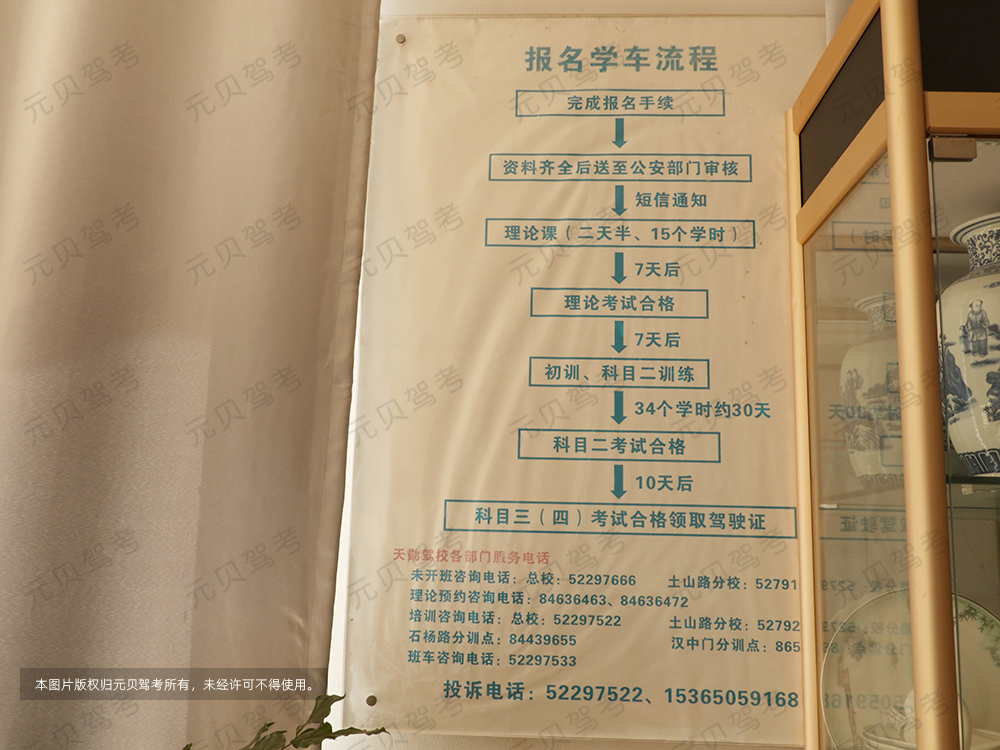 报名学车流程
完成报名手续
资料齐全后送至公安部门审核
短信通知
理论课（二天半、15个学时）
7天后
理论考试合格
7天后
初训、科目二训练
34个学时约30天
科目二考试合格
10天后
科目三（四）考试合格领取驾驶证
天勋驾校各部门服务电话
未开班咨询电话：总校：52297666 土山路分校：52791
理论预约咨询电话：84636463、84636472
培训咨询电话：总校：52297522 土山路分校：52792
石杨路分训点：84439655 汉中门分训点：865
班车咨询电话：52297533
投诉电话：52297522、15365059168
本图片版权归元贝驾考所有，未经许可不得使用。
元贝驾考